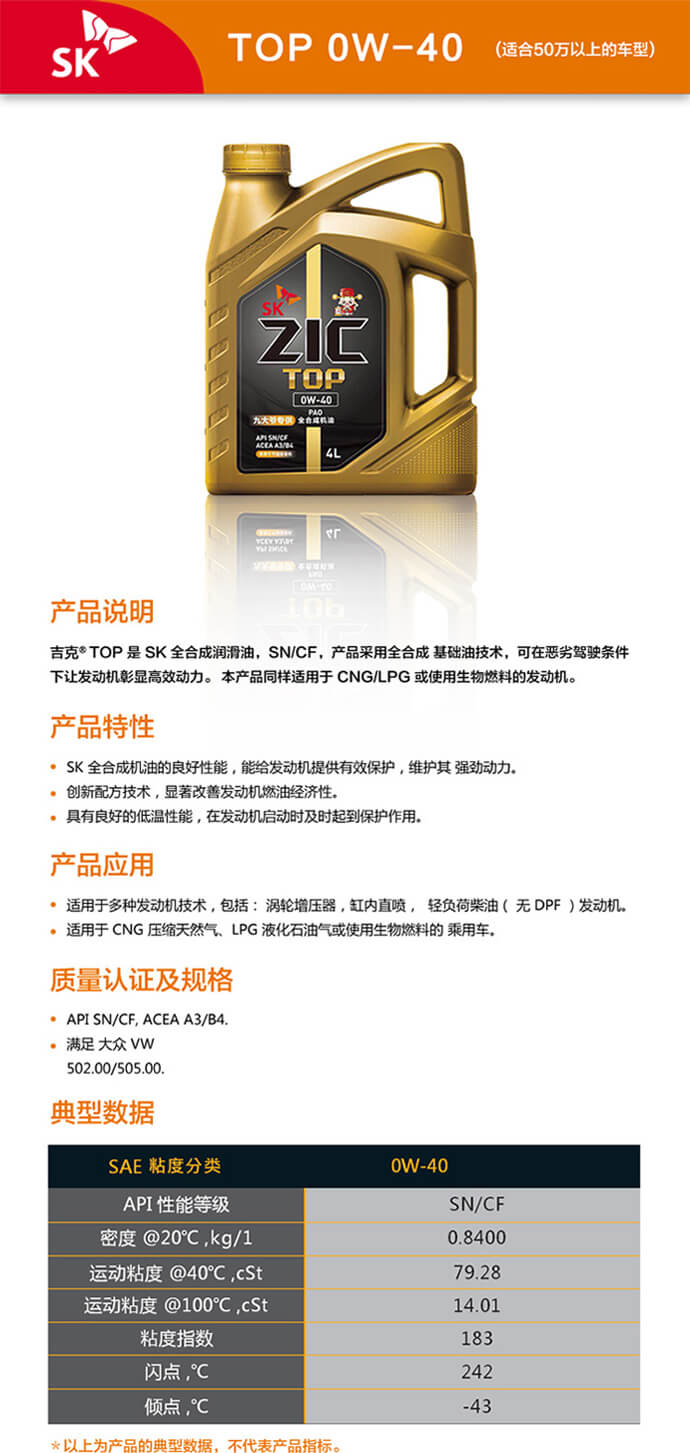 SK
TOP 0W-40 (适合50万以上的车型)
SK
ZIC
TOP
0W-40
PAO
全合成机油
API SN/CF
ACEA A3/B4
4L
产品说明
吉克® TOP 是 SK 全合成润滑油，SN/CF，产品采用全合成 基础油技术，可在恶劣驾驶条件
下让发动机彰显高效动力。 本产品同样适用于 CNG/LPG 或使用生物燃料的发动机。
产品特性
• SK 全合成机油的良好性能，能给发动机提供有效保护，维护其 强劲动力。
• 创新配方技术，显著改善发动机燃油经济性。
• 具有良好的低温性能，在发动机启动时及时起到保护作用。
产品应用
• 适用于多种发动机技术，包括： 涡轮增压器，缸内直喷， 轻负荷柴油（ 无 DPF ）发动机。
• 适用于 CNG 压缩天然气、LPG 液化石油气或使用生物燃料的 乘用车。
质量认证及规格
• API SN/CF, ACEA A3/B4.
• 满足 大众 VW
502.00/505.00.
典型数据
SAE 粘度分类 0W-40
API 性能等级 SN/CF
密度 @20℃ ,kg/1 0.8400
运动粘度 @40℃ ,cSt 79.28
运动粘度 @100℃ ,cSt 14.01
粘度指数 183
闪点 ,℃ 242
倾点 ,℃ -43
*以上为产品的典型数据，不代表产品指标。